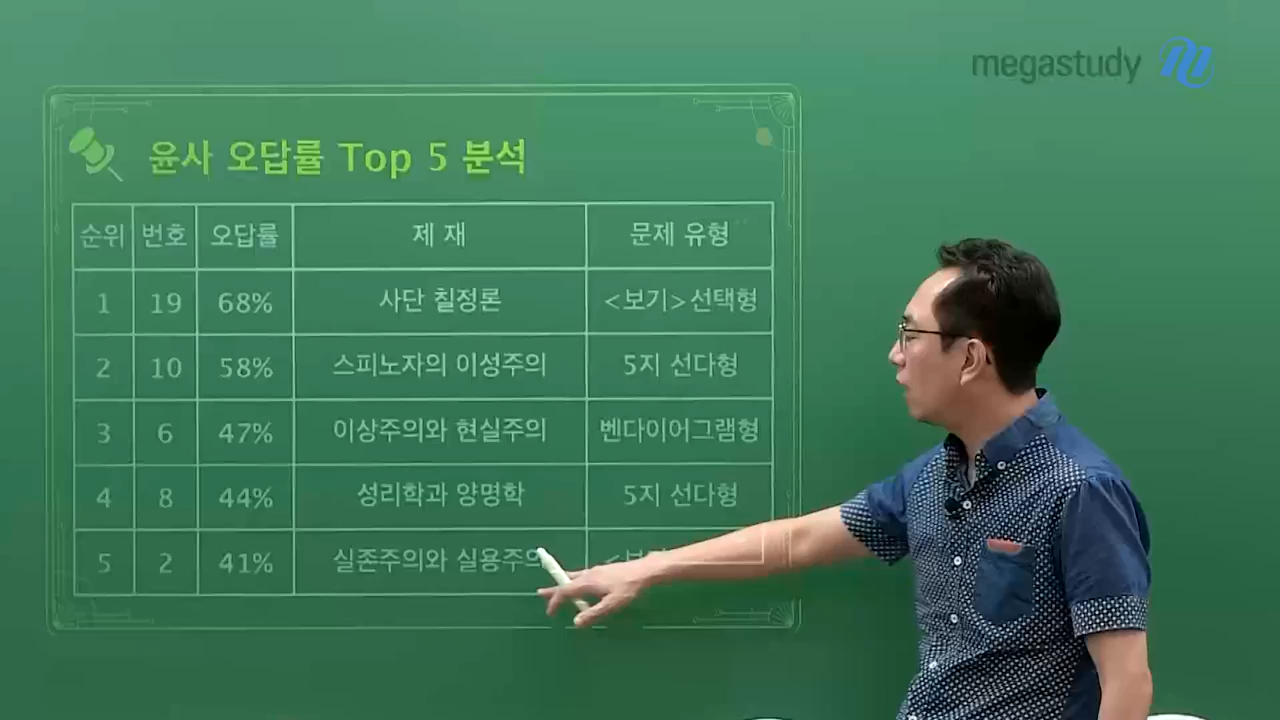 megastudy
윤사 오답률 Top 5 분석
순위 번호 오답률 제 재 문제 유형
1 19 68% 사단 칠정론 <보기>선택형
2 10 58% 스피노자의 이성주의 5지 선다형
3 6 47% 이상주의와 현실주의 벤다이어그램형
4 8 44% 성리학과 양명학 5지 선다형
5 2 41% 실존주의와 실용주의